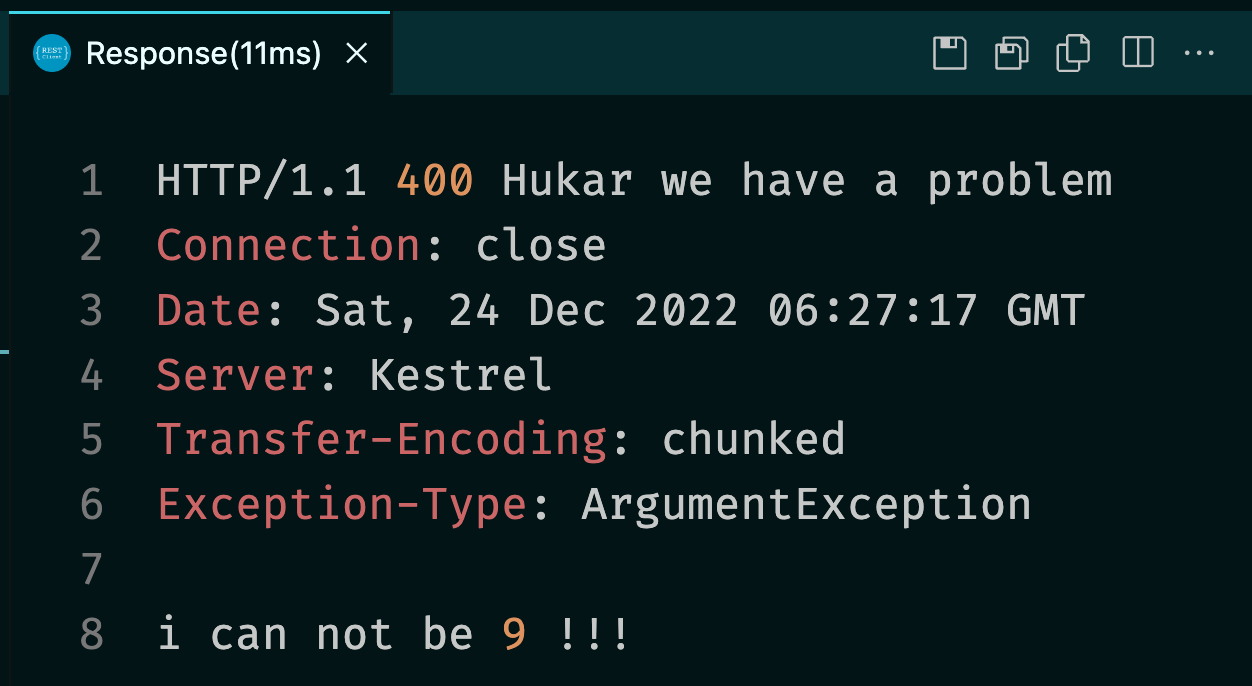 {REST}
Client
Response(11ms)
1 HTTP/1.1 400 Hukar we have a problem
2 Connection: close
3 Date: Sat, 24 Dec 2022 06:27:17 GMT
4 Server: Kestrel
5 Transfer-Encoding: chunked
6 Exception-Type: ArgumentException
7
8 i can not be 9 !!!